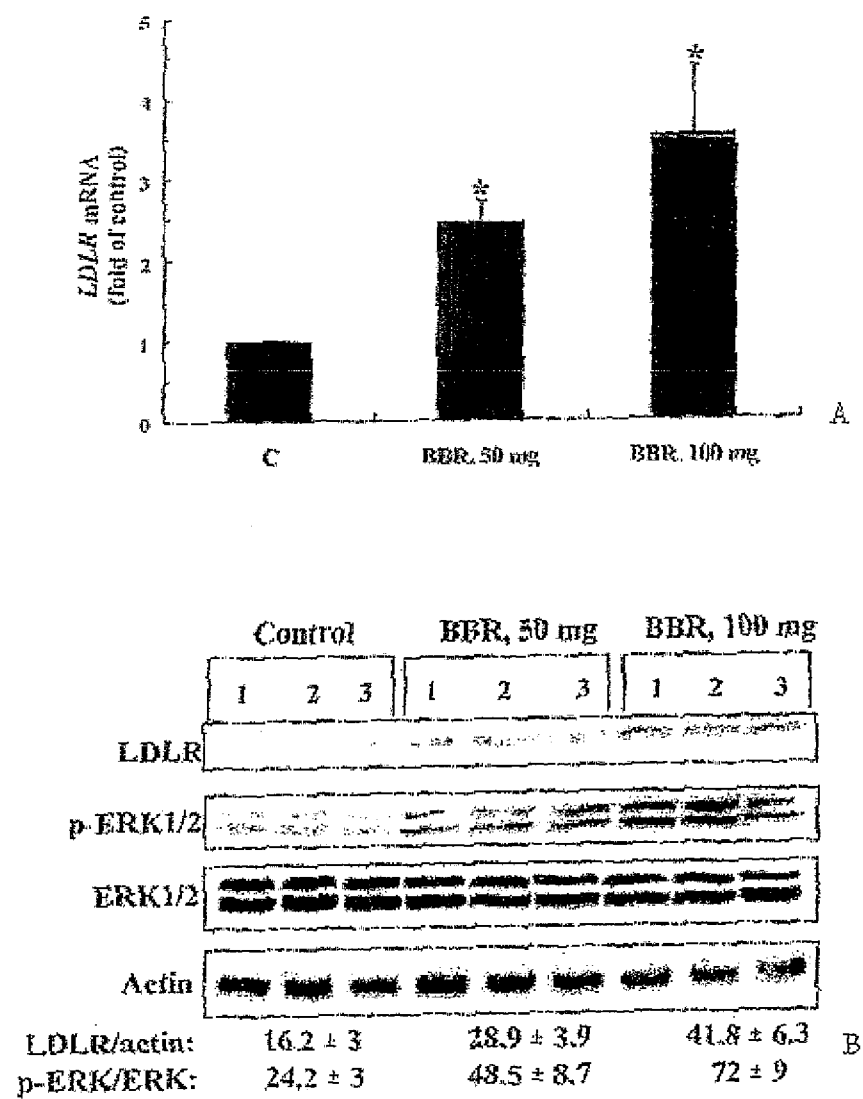 5
*
4
*
3
LDLR mRNA
(fold of control)
2
1
0
A
C
BBR, 50 mg
BBR, 100 mg
Control
BBR, 50 mg
BBR, 100 mg
1 2 3 1 2 3 1 2 3
LDLR
p-ERK1/2
ERK1/2
Actin
LDLR/actin: 16.2 ± 3 28.9 ± 3.9 41.8 ± 6.3
B
p-ERK/ERK: 24.2 ± 3 48.5 ± 8.7 72 ± 9